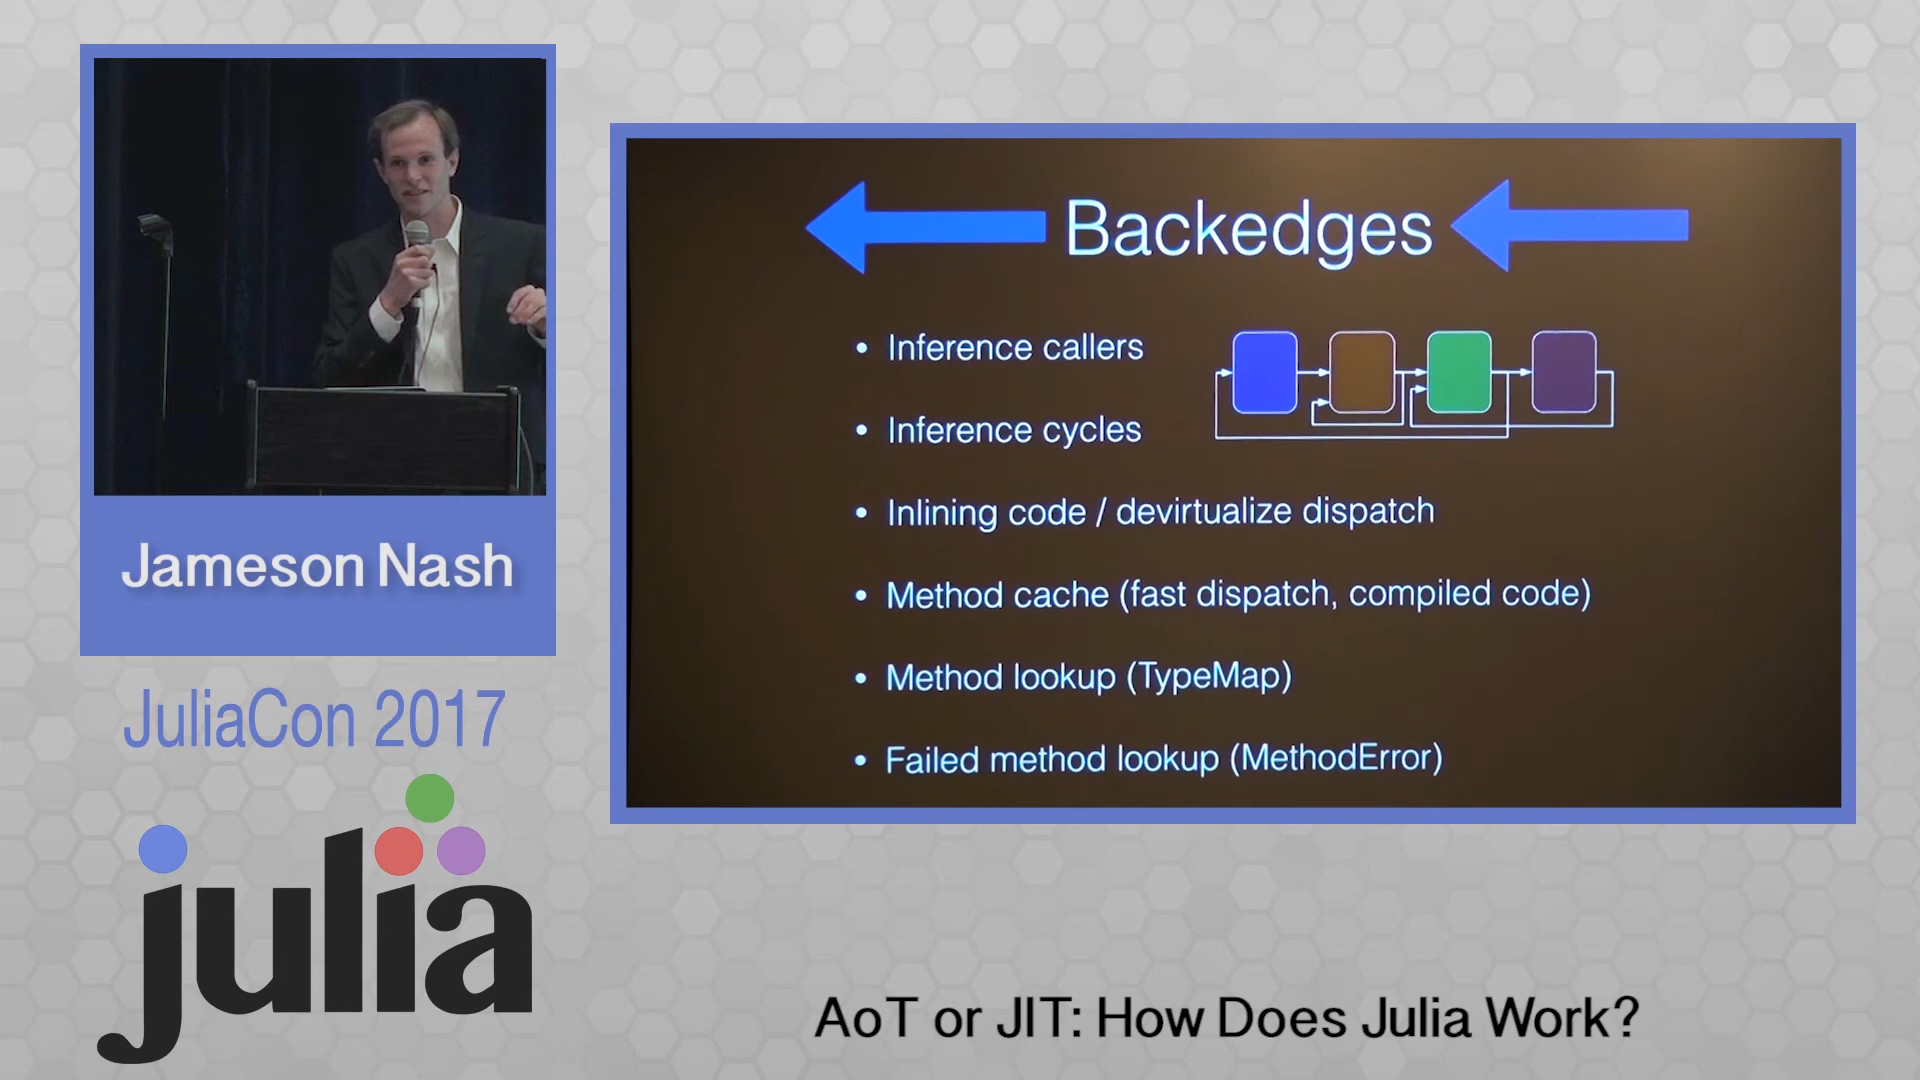 Jameson Nash
JuliaCon 2017
julia
Backedges
• Inference callers
• Inference cycles
• Inlining code / devirtualize dispatch
• Method cache (fast dispatch, compiled code)
• Method lookup (TypeMap)
• Failed method lookup (MethodError)
AoT or JIT: How Does Julia Work?